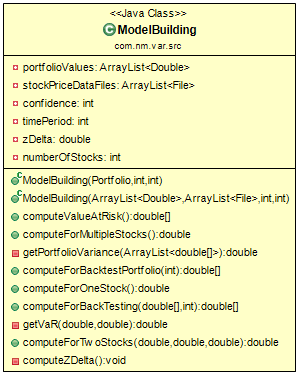 <<Java Class>>
ModelBuilding
com.nm.var.src
portfolioValues: ArrayList<Double>
stockPriceDataFiles: ArrayList<File>
confidence: int
timePeriod: int
zDelta: double
numberOfStocks: int
ModelBuilding(Portfolio,int,int)
ModelBuilding(ArrayList<Double>,ArrayList<File>,int,int)
computeValueAtRisk():double[]
computeForMultipleStocks():double
getPortfolioVariance(ArrayList<double[]>):double
computeForBacktestPortfolio(int):double[]
computeForOneStock():double
computeForBackTesting(double[],int):double[]
getVaR(double,double):double
computeForTwoStocks(double,double,double):double
computeZDelta():void